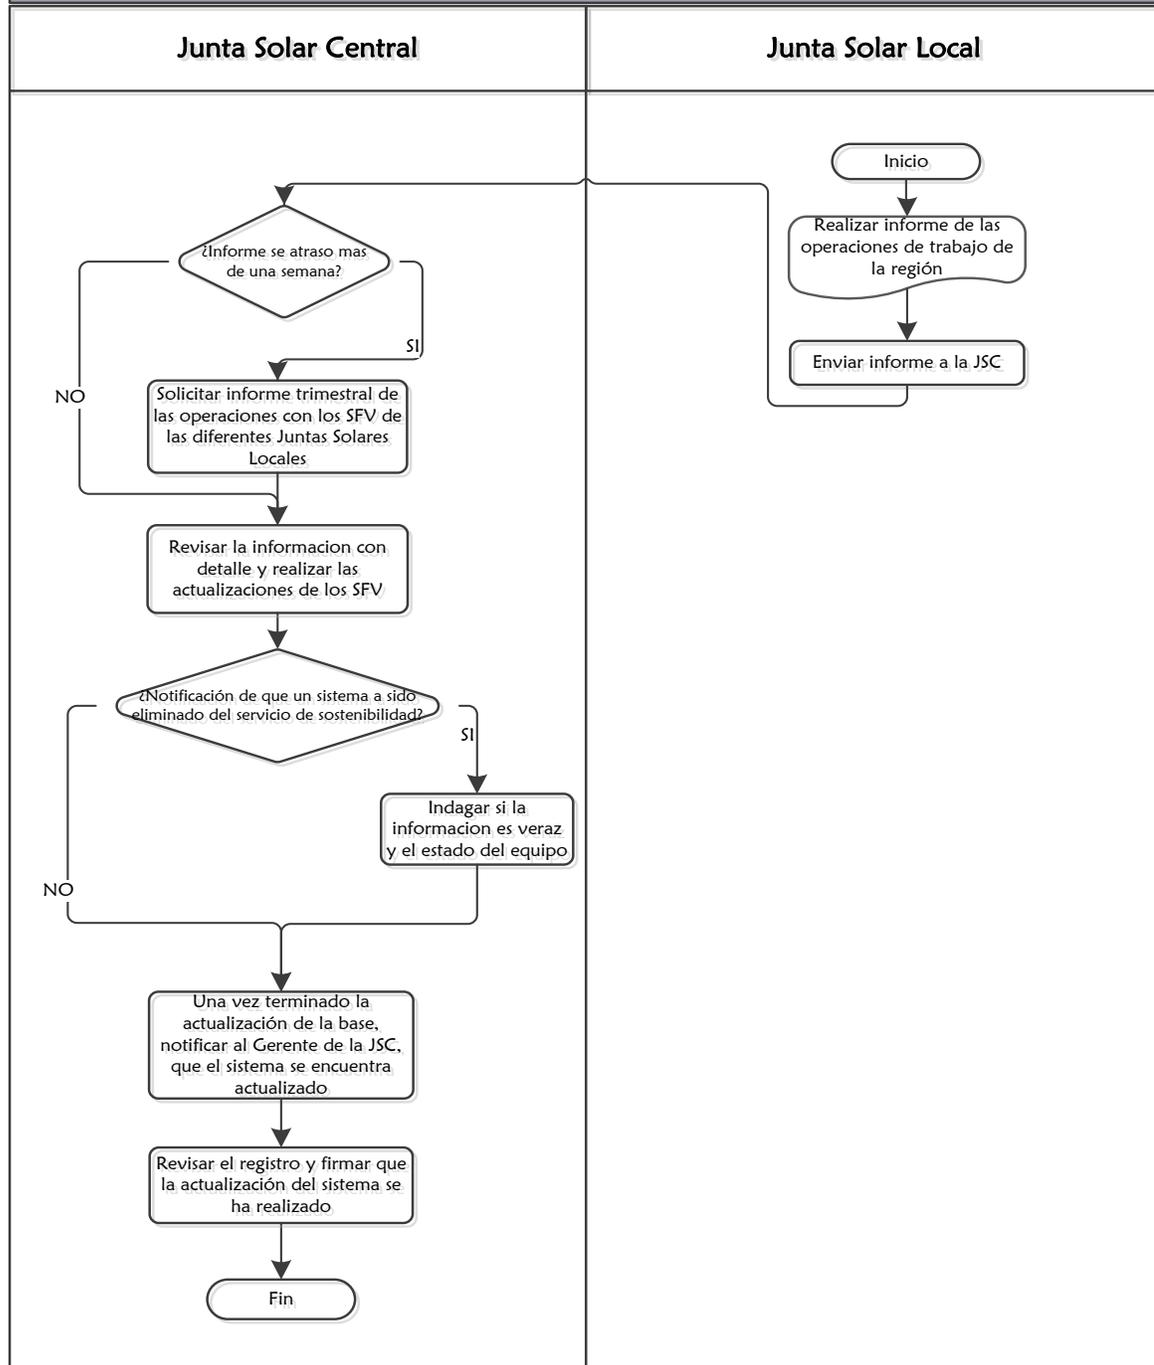 Junta Solar Central
Junta Solar Local
Inicio
Realizar informe de las
operaciones de trabajo de
la región
Enviar informe a la JSC
¿Informe se atraso mas
de una semana?
SI
NO
Solicitar informe trimestral de
las operaciones con los SFV de
las diferentes Juntas Solares
Locales
Revisar la informacion con
detalle y realizar las
actualizaciones de los SFV
¿Notificación de que un sistema a sido
eliminado del servicio de sostenibilidad?
SI
Indagar si la
informacion es veraz
y el estado del equipo
NO
Una vez terminado la
actualización de la base,
notificar al Gerente de la JSC,
que el sistema se encuentra
actualizado
Revisar el registro y firmar que
la actualización del sistema se
ha realizado
Fin